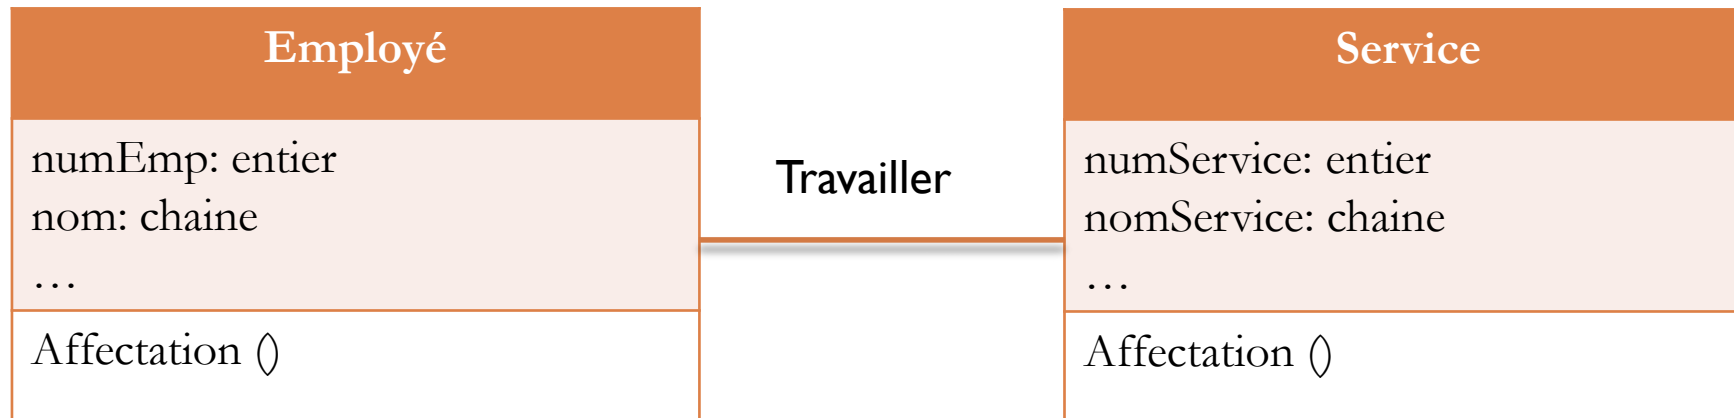 Employé
numEmp: entier
nom: chaine
…
Affectation ()
Travailler
Service
numService: entier
nomService: chaine
…
Affectation ()